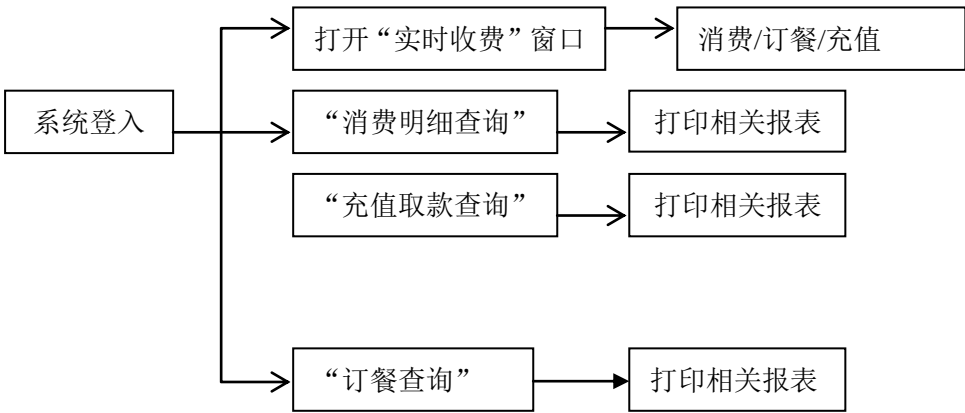 打开“实时收费”窗口
消费/订餐/充值
系统登入
“消费明细查询”
打印相关报表
“充值取款查询”
打印相关报表
“订餐查询”
打印相关报表